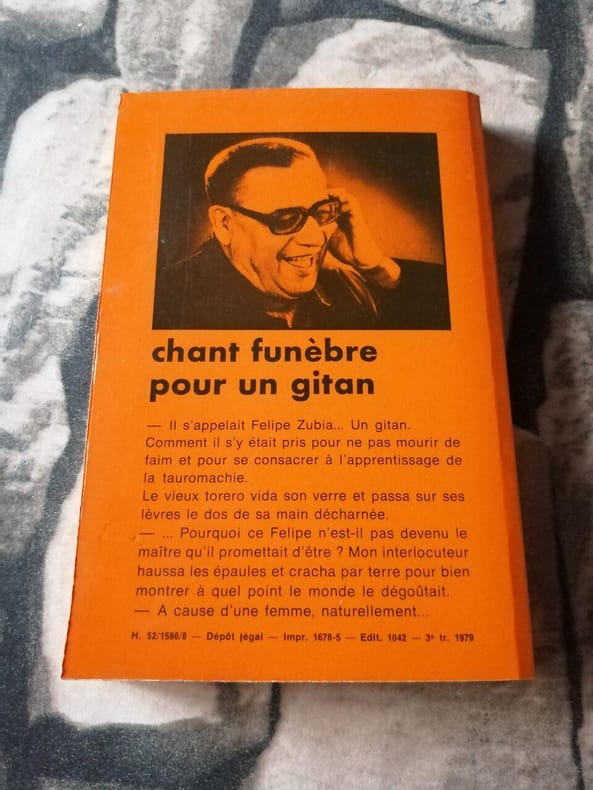 chant funèbre
pour un gitan
— Il s'appelait Felipe Zubia... Un gitan.
Comment il s'y était pris pour ne pas mourir de
faim et pour se consacrer à l'apprentissage de
la tauromachie.
Le vieux torero vida son verre et passa sur ses
lèvres le dos de sa main décharnée.
— ... Pourquoi ce Felipe n'est-il pas devenu le
maître qu'il promettait d'être ? Mon interlocuteur
haussa les épaules et cracha par terre pour bien
montrer à quel point le monde le dégoûtait.
— A cause d'une femme, naturellement...
H. 52/1586/8 — Dépôt légal — Impr. 1678-5 — Edit. 1042 — 3e tr. 1979